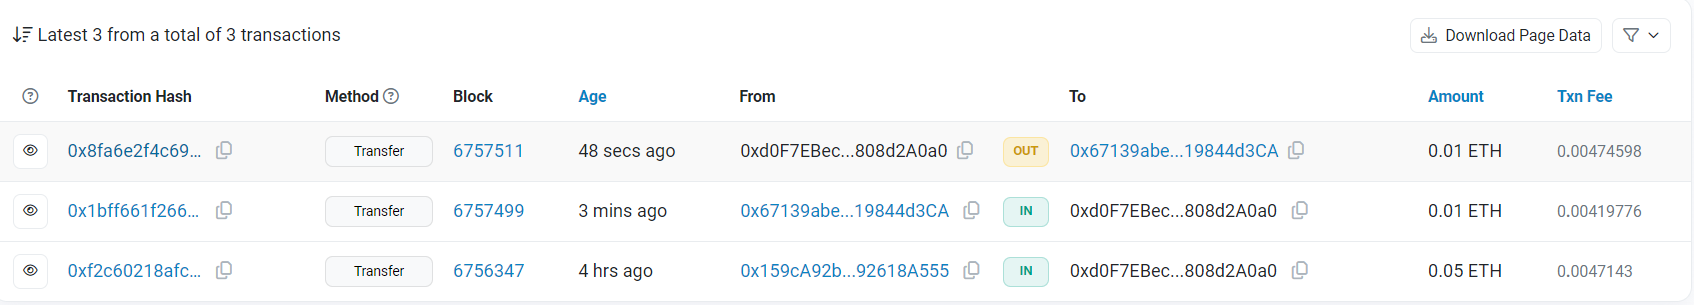 Latest 3 from a total of 3 transactions
Download Page Data
Transaction Hash Method Block Age From To Amount Txn Fee
0x8fa6e2f4c69... Transfer 6757511 48 secs ago 0xd0F7EBec...808d2A0a0 OUT 0x67139abe...19844d3CA 0.01 ETH 0.00474598
0x1bff661f266... Transfer 6757499 3 mins ago 0x67139abe...19844d3CA IN 0xd0F7EBec...808d2A0a0 0.01 ETH 0.00419776
0xf2c60218afc... Transfer 6756347 4 hrs ago 0x159cA92b...92618A555 IN 0xd0F7EBec...808d2A0a0 0.05 ETH 0.0047143